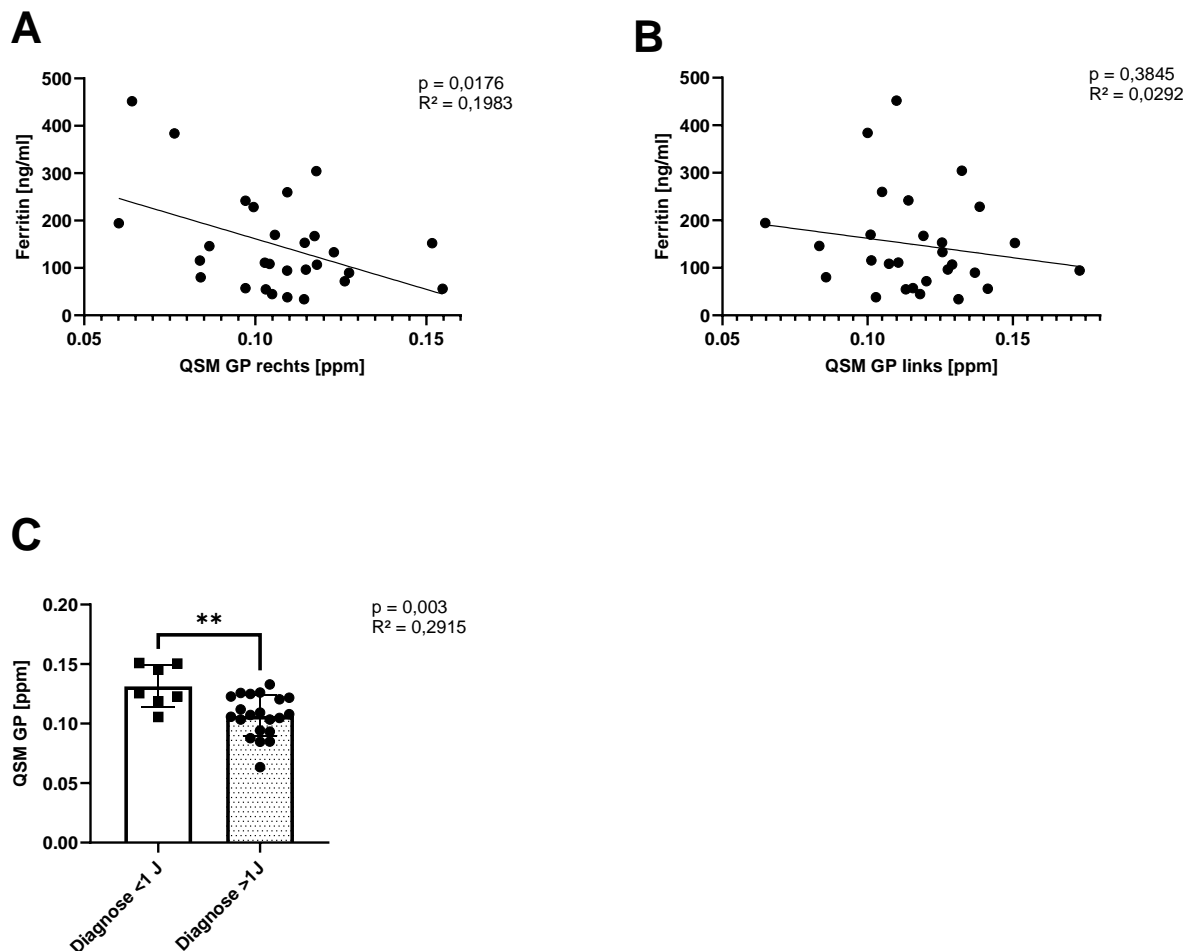 A
p = 0,0176
R² = 0,1983
Ferritin [ng/ml]
500
400
300
200
100
0
0.05
0.10
0.15
QSM GP rechts [ppm]
B
p = 0,3845
R² = 0,0292
Ferritin [ng/ml]
500
400
300
200
100
0
0.05
0.10
0.15
QSM GP links [ppm]
C
p = 0,003
R² = 0,2915
**
QSM GP [ppm]
0.20
0.15
0.10
0.05
0.00
Diagnose <1 J
Diagnose >1J